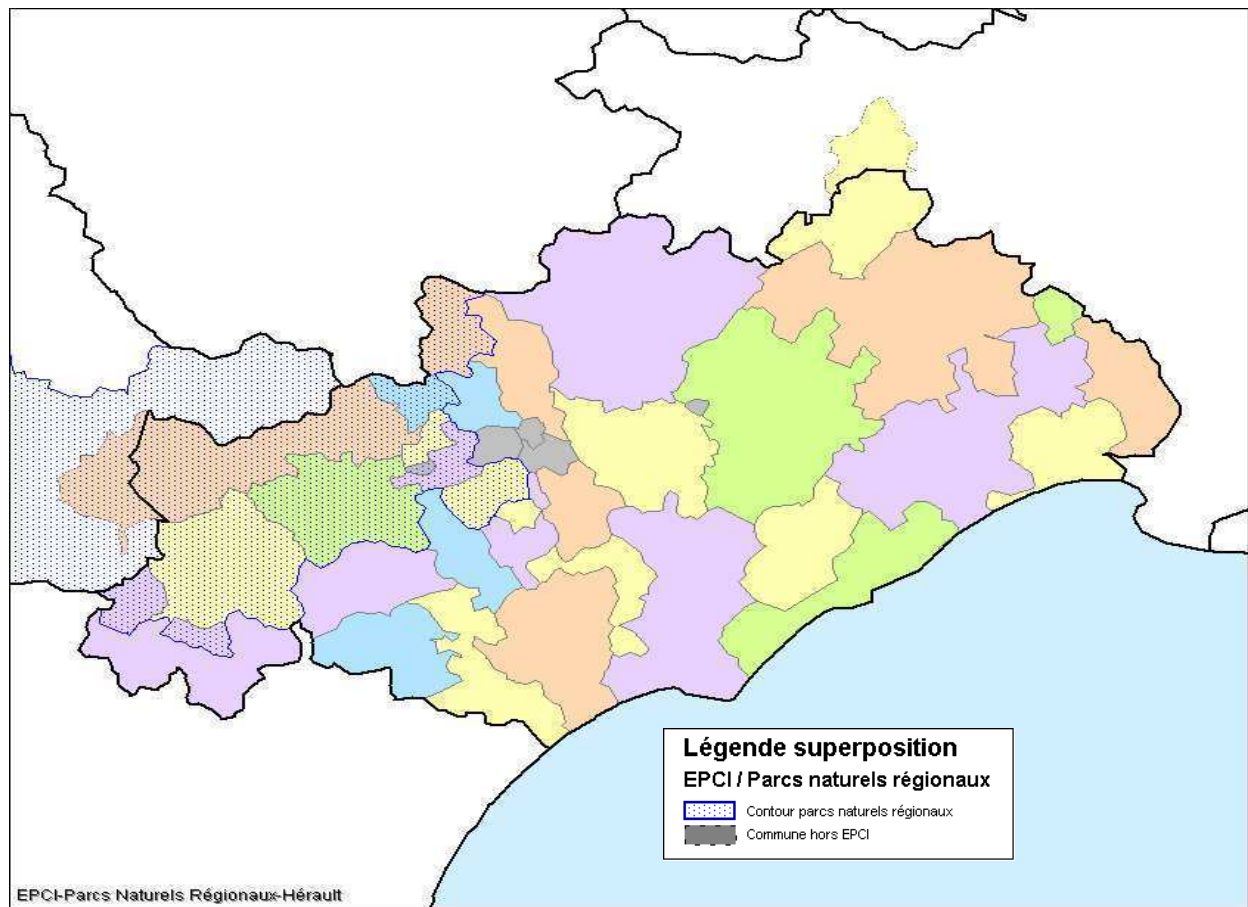 Légende superposition
EPCI / Parcs naturels régionaux
Contour parcs naturels régionaux
Commune hors EPCI
EPCI-Parcs Naturels Régionaux-Hérault